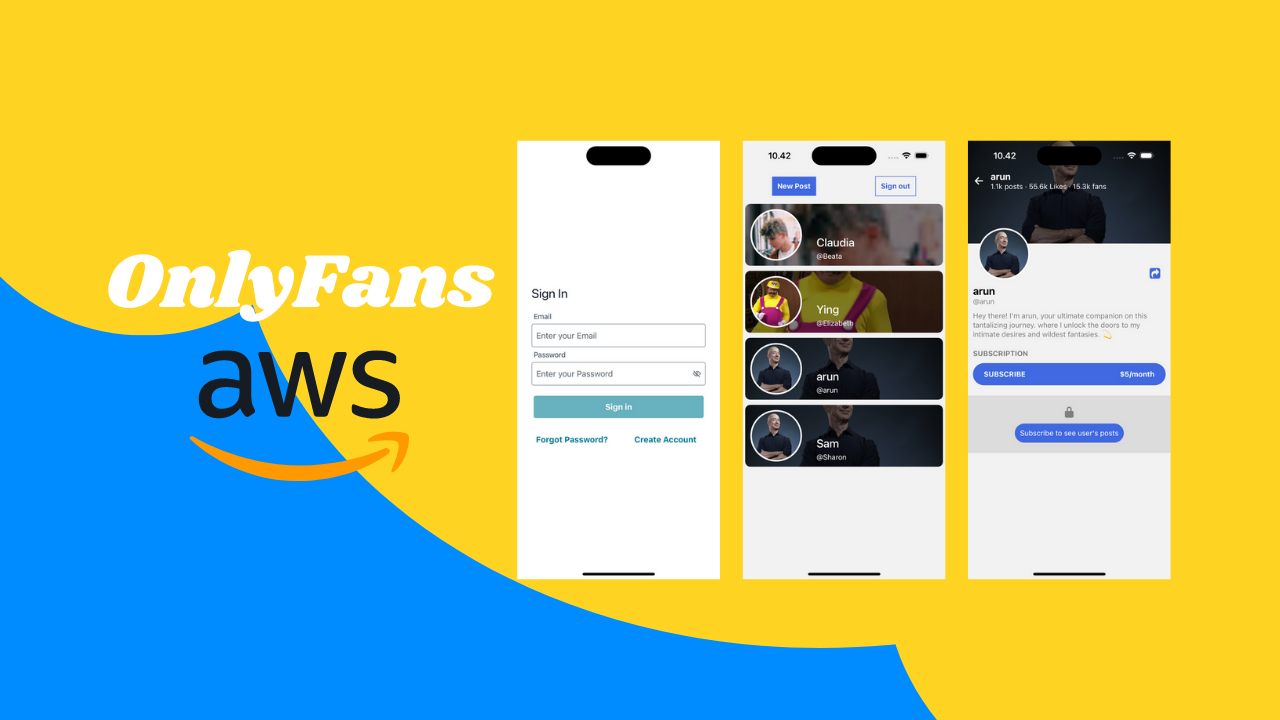 OnlyFans
aws
Sign In
Email
Enter your Email
Password
Enter your Password
Sign in
Forgot Password?
Create Account
10.42
New Post
Sign out
Claudia
@Beata
Ying
@Elizabeth
arun
@arun
Sam
@Sharon
10.42
arun
1.1k posts · 55.6k Likes · 15.3k fans
arun
@arun
Hey there! I'm arun, your ultimate companion on this
tantalizing journey. where I unlock the doors to my
intimate desires and wildest fantasies. 💫
SUBSCRIPTION
SUBSCRIBE $5/month
Subscribe to see user's posts